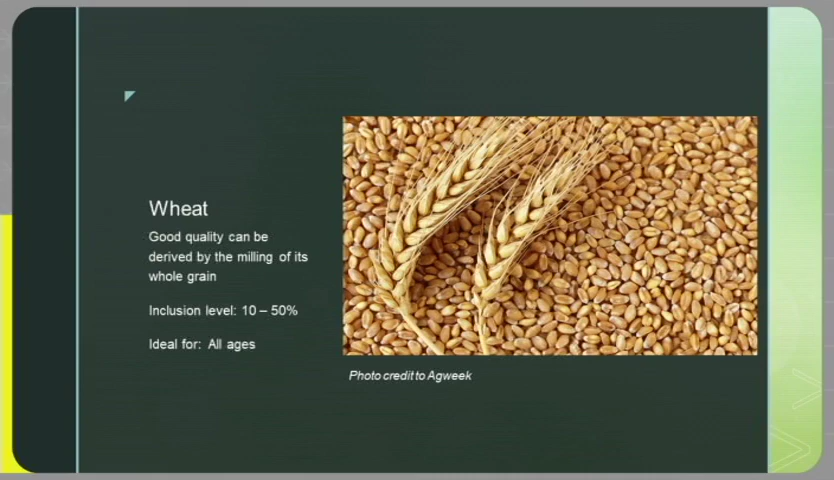 Wheat
Good quality can be
derived by the milling of its
whole grain
Inclusion level: 10 – 50%
Ideal for: All ages
Photo credit to Agweek